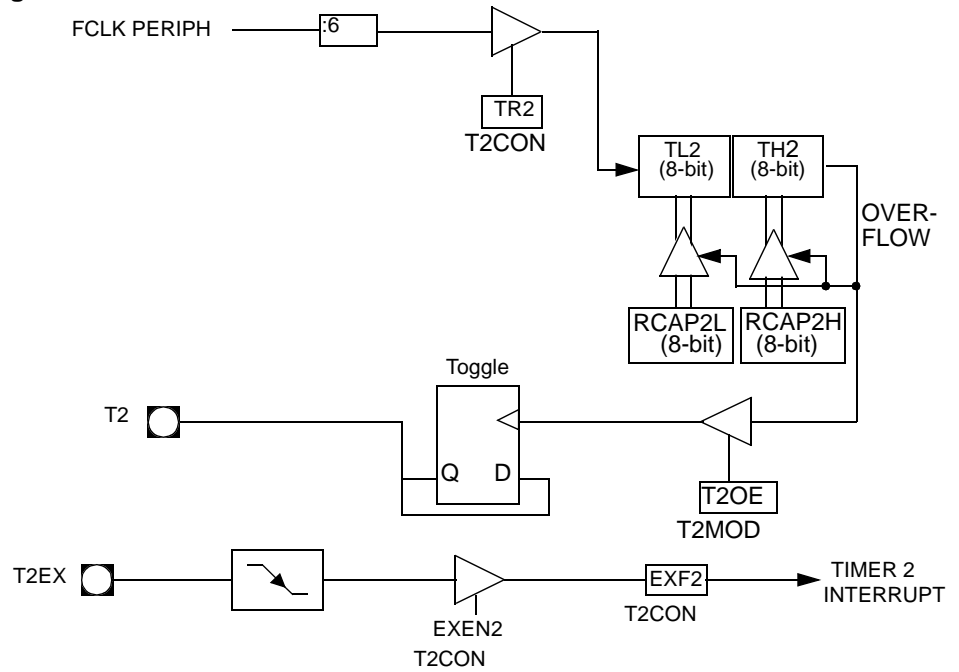 FCLK PERIPH
:6
TR2
T2CON
TL2
(8-bit)
TH2
(8-bit)
OVER-
FLOW
RCAP2L
(8-bit)
RCAP2H
(8-bit)
Toggle
T2
Q
D
T2OE
T2MOD
T2EX
EXEN2
T2CON
EXF2
T2CON
TIMER 2
INTERRUPT